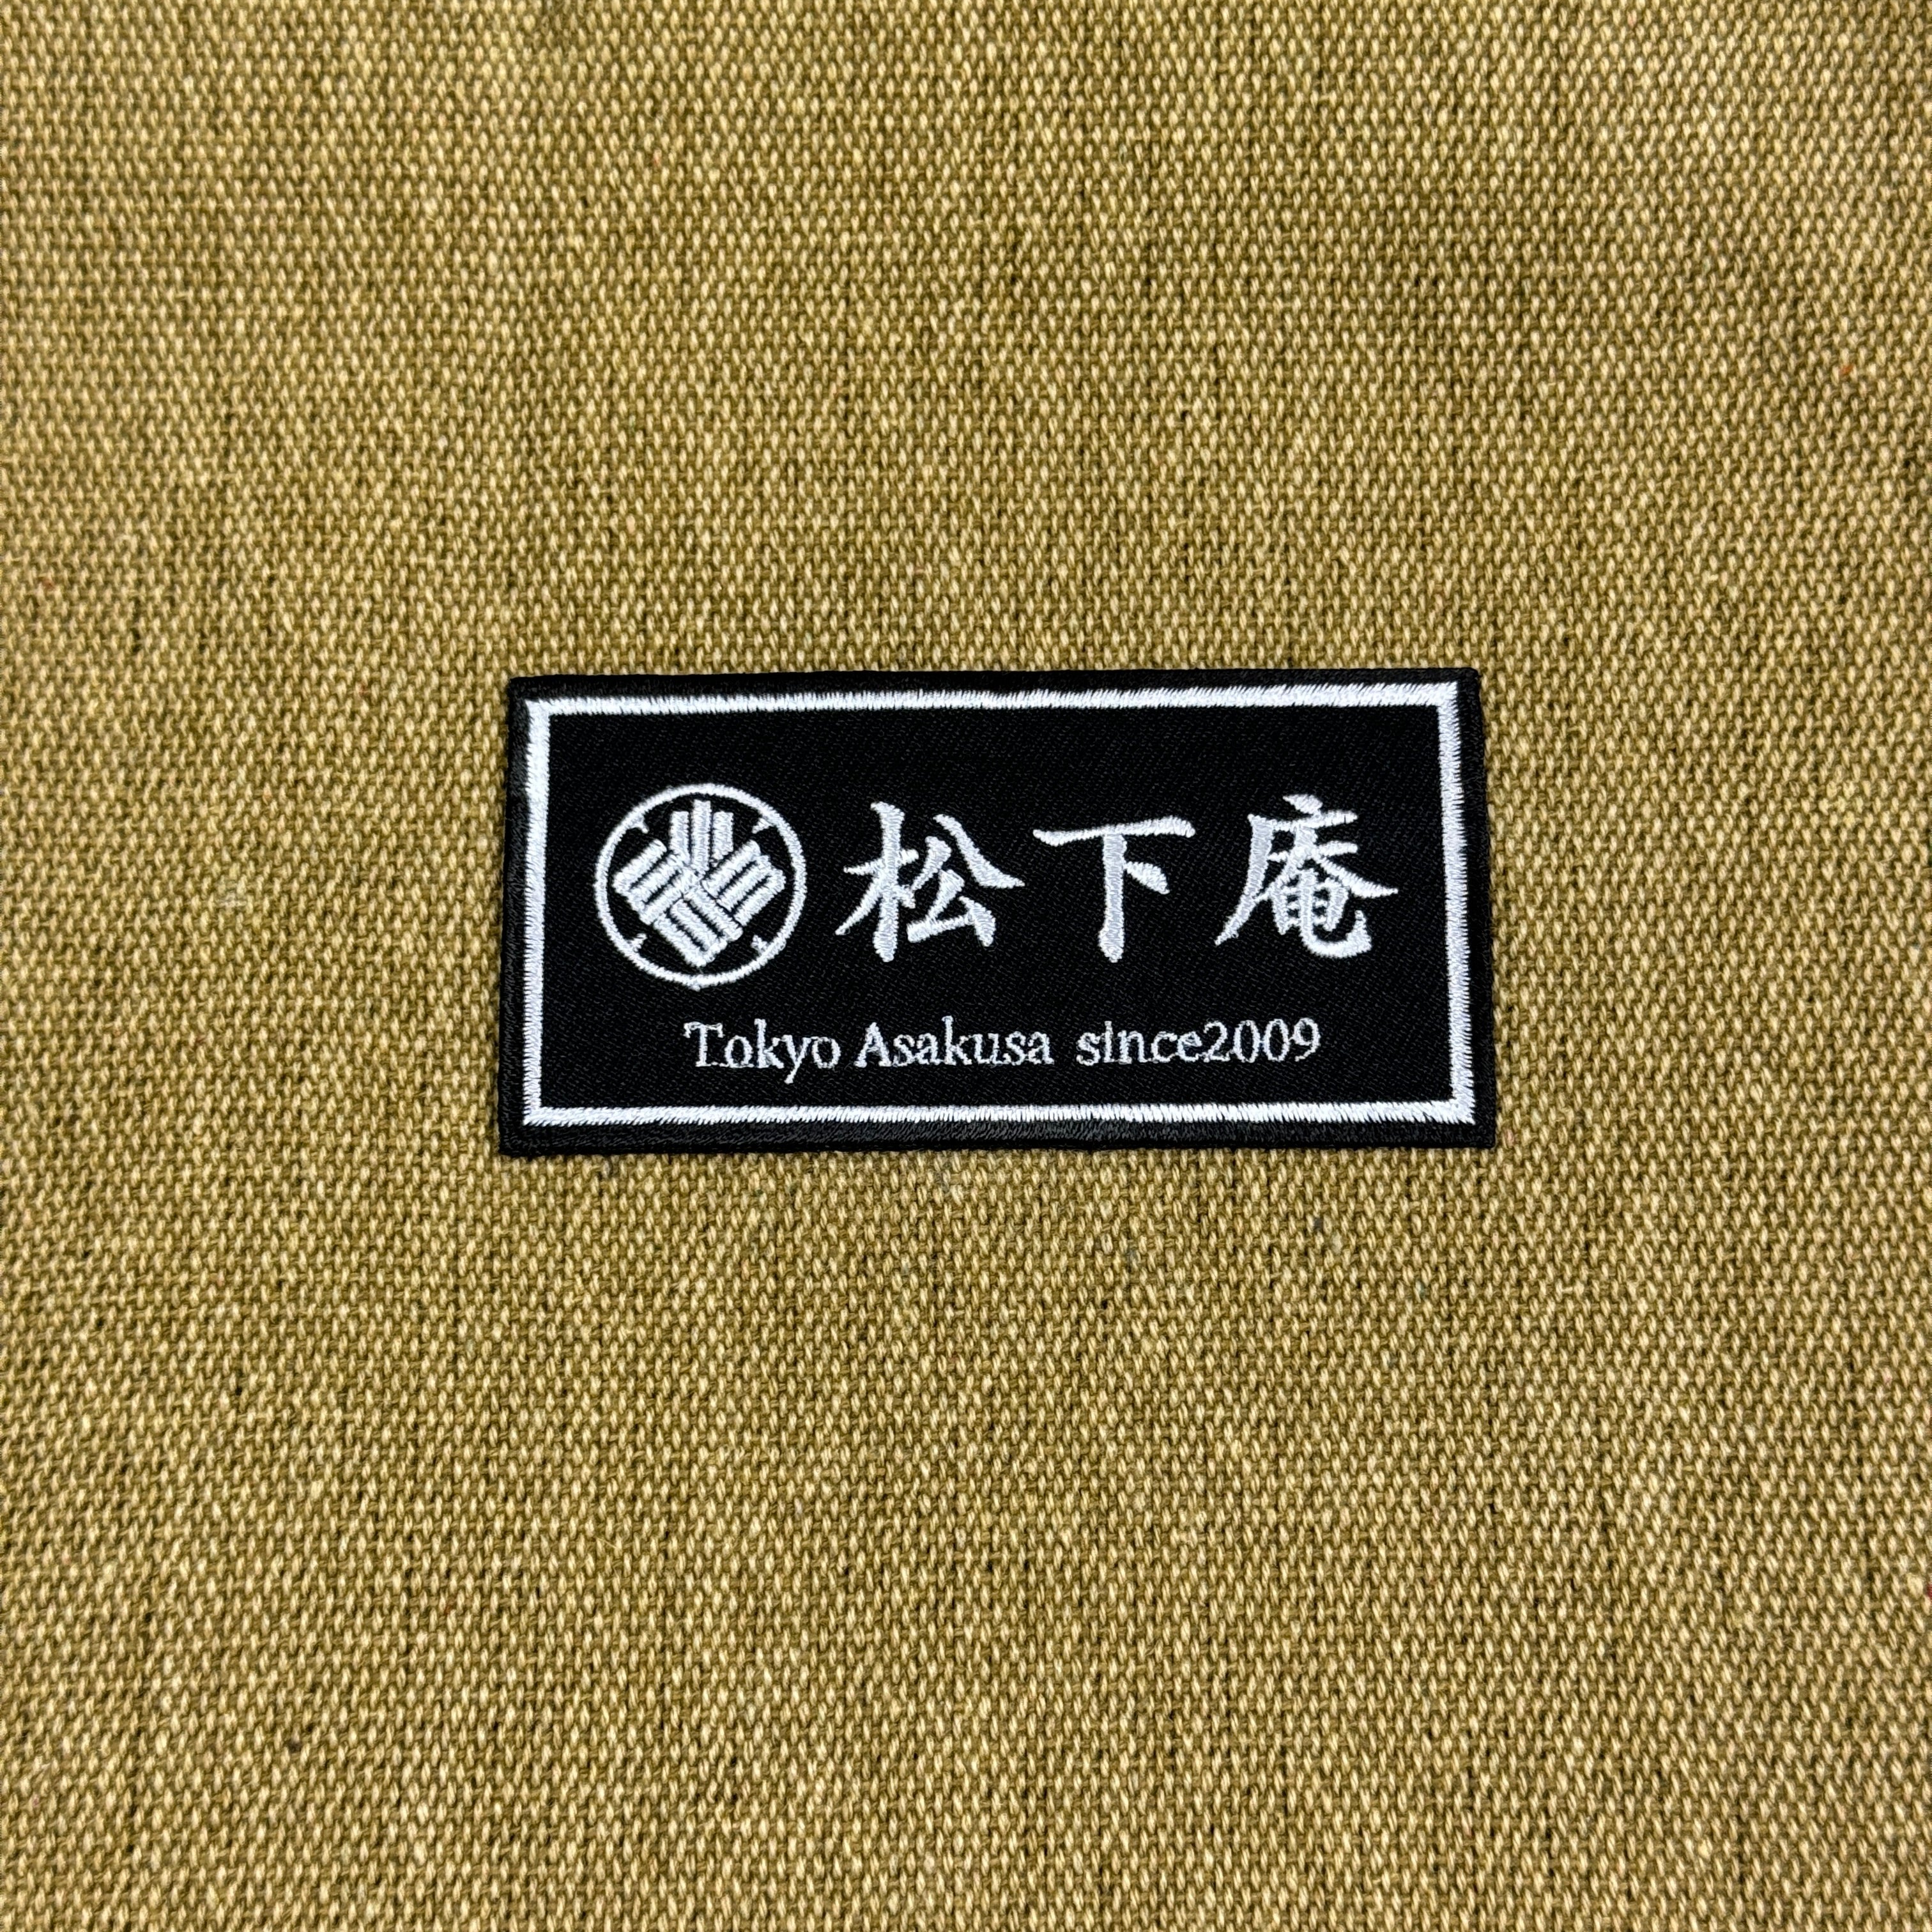 松下庵
Tokyo Asakusa since2009